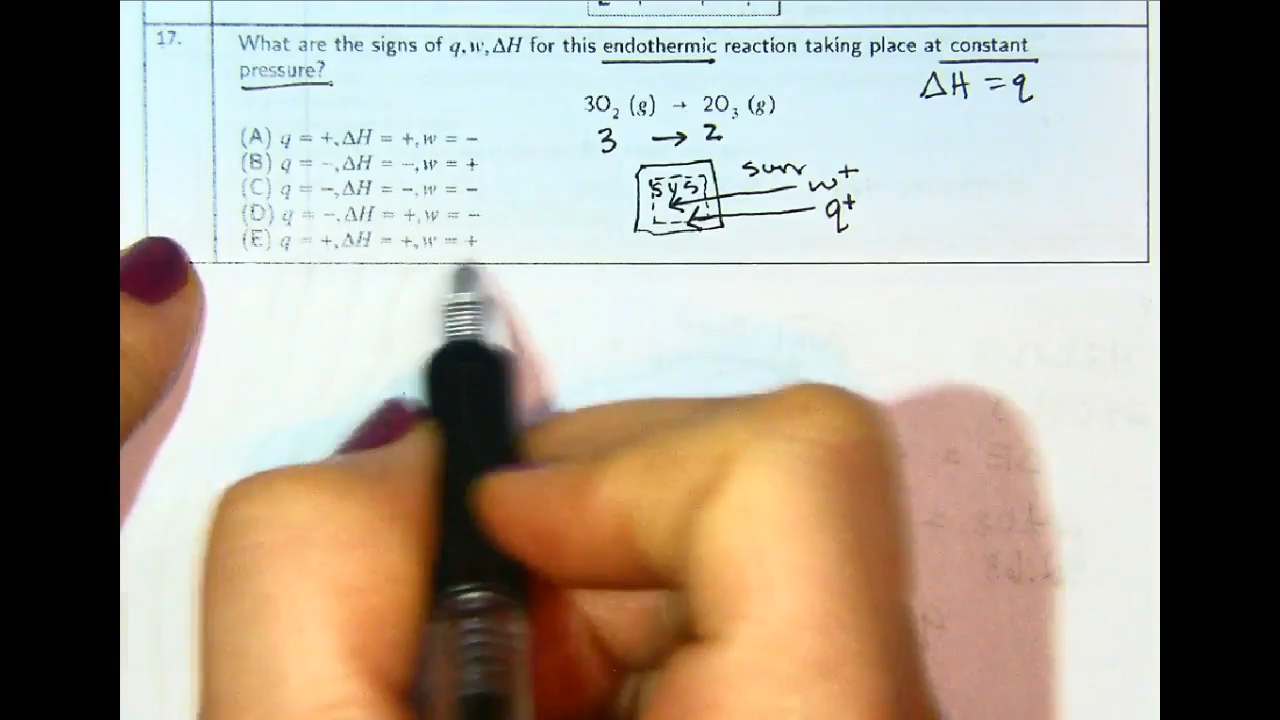 17. What are the signs of q, w, ΔH for this endothermic reaction taking place at constant
pressure?
ΔH = q
3O₂ (g) → 2O₃ (g)
3 → 2
(A) q = +, ΔH = +, w = −
(B) q = −, ΔH = −, w = +
(C) q = −, ΔH = −, w = −
(D) q = −, ΔH = +, w = −
(E) q = +, ΔH = +, w = +
surr
sys
w+
q+